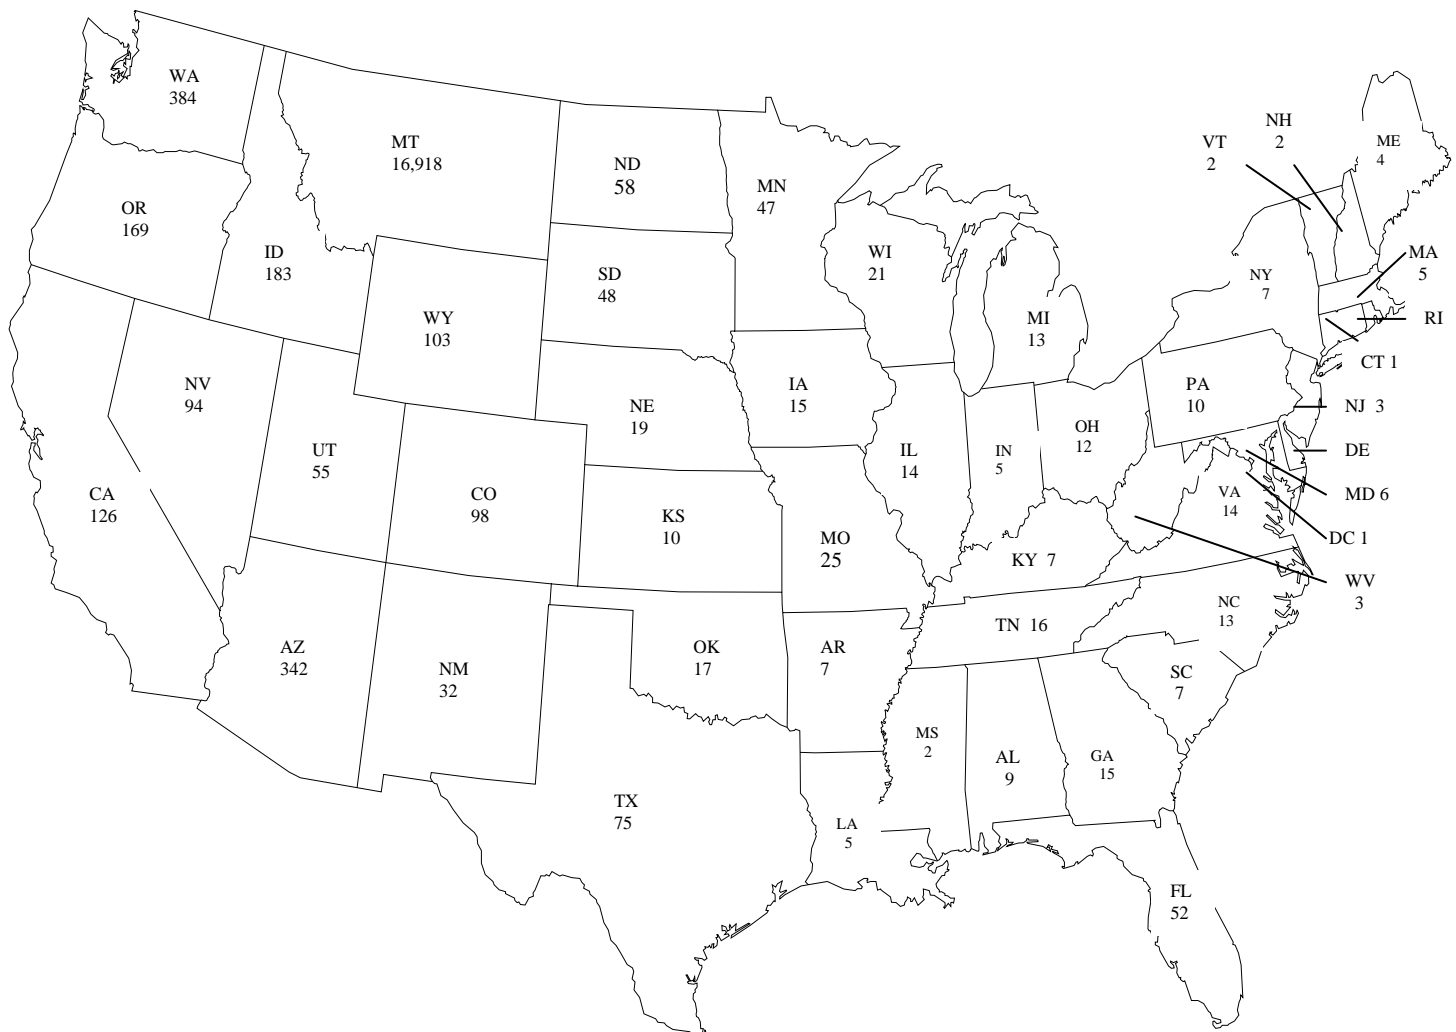 WA
384
MT
16,918
ND
58
MN
47
OR
169
ID
183
SD
48
WY
103
WI
21
MI
13
VT
2
NH
2
ME
4
NY
7
MA
5
RI
CT 1
NJ 3
DE
MD 6
DC 1
WV
3
NV
94
UT
55
CA
126
CO
98
NE
19
IA
15
KS
10
MO
25
IL
14
IN
5
OH
12
PA
10
VA
14
KY 7
TN 16
NC
13
SC
7
AZ
342
NM
32
OK
17
AR
7
MS
2
AL
9
GA
15
TX
75
LA
5
FL
52